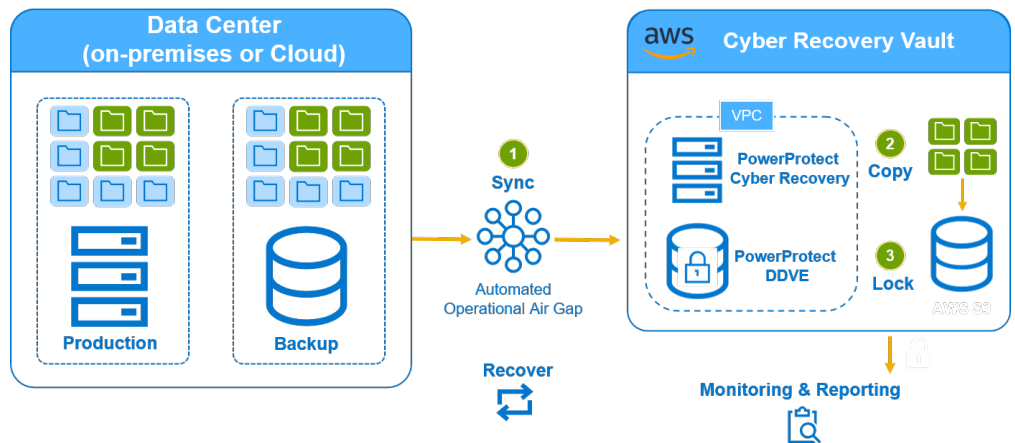 Data Center
(on-premises or Cloud)
Production
Backup
1
Sync
Automated
Operational Air Gap
Recover
aws
Cyber Recovery Vault
VPC
PowerProtect
Cyber Recovery
PowerProtect
DDVE
2
Copy
3
Lock
AWS S3
Monitoring & Reporting